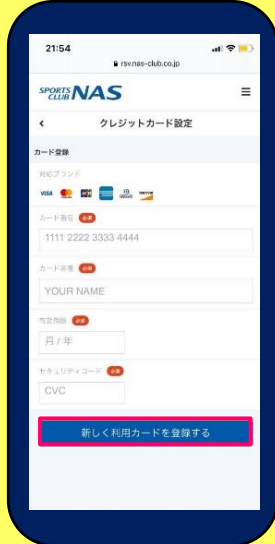 21:54
rsv.nas-club.co.jp
SPORTS CLUB NAS
クレジットカード設定
カード登録
対応ブランド
VISA
カード番号 必須
1111 2222 3333 4444
カード名義 必須
YOUR NAME
有効期限 必須
月 / 年
セキュリティコード 必須
CVC
新しく利用カードを登録する